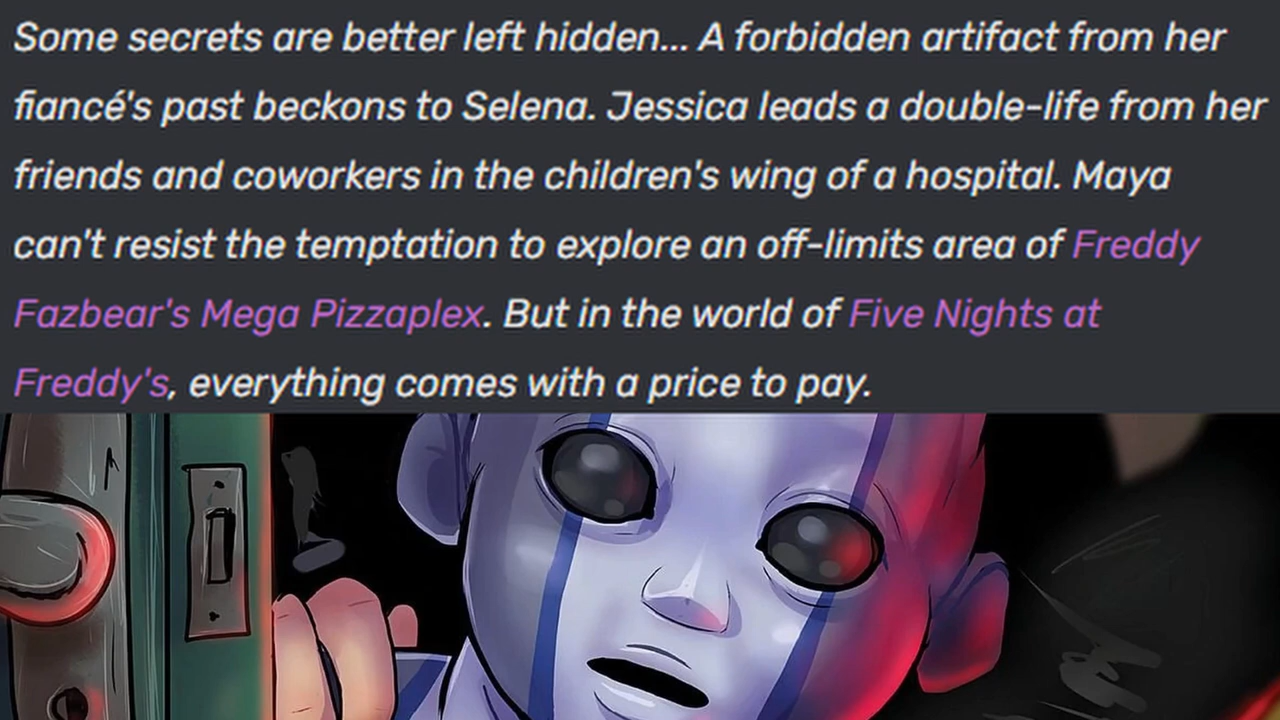 Some secrets are better left hidden... A forbidden artifact from her
fiancé's past beckons to Selena. Jessica leads a double-life from her
friends and coworkers in the children's wing of a hospital. Maya
can't resist the temptation to explore an off-limits area of Freddy
Fazbear's Mega Pizzaplex. But in the world of Five Nights at
Freddy's, everything comes with a price to pay.